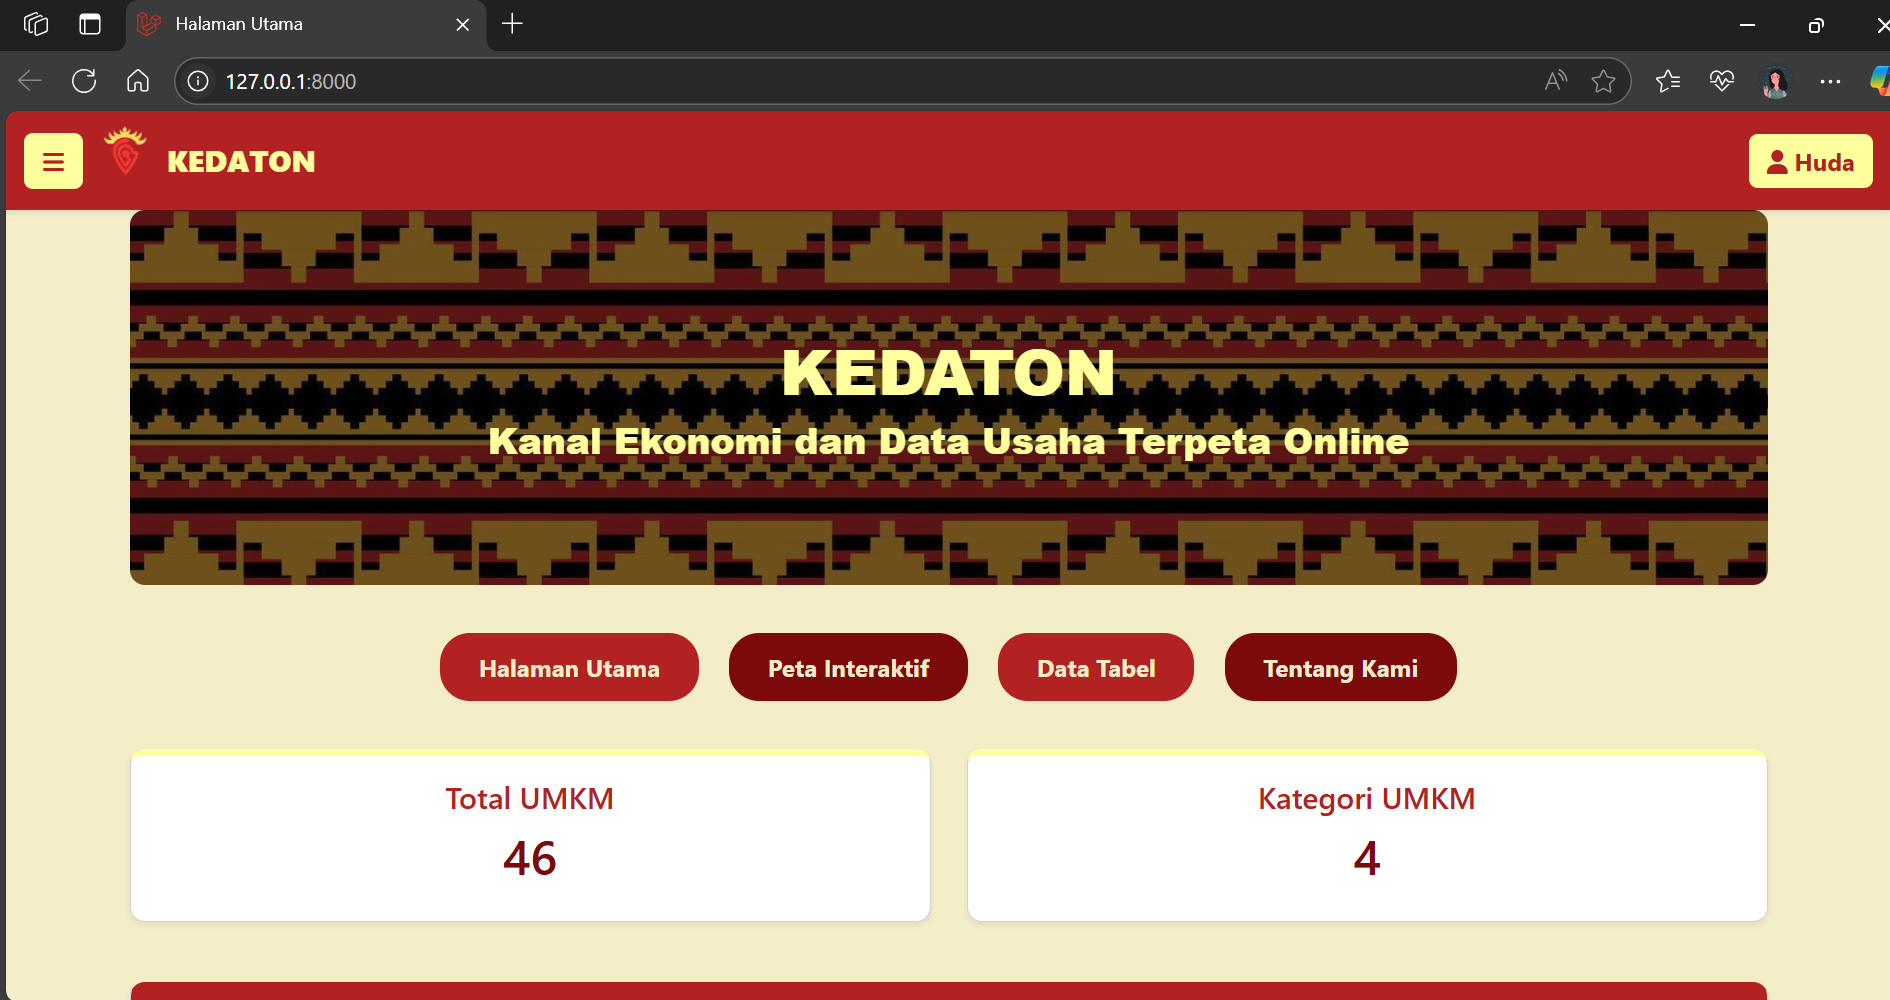 Halaman Utama
127.0.0.1:8000
KEDATON
Huda
KEDATON
Kanal Ekonomi dan Data Usaha Terpeta Online
Halaman Utama
Peta Interaktif
Data Tabel
Tentang Kami
Total UMKM
46
Kategori UMKM
4